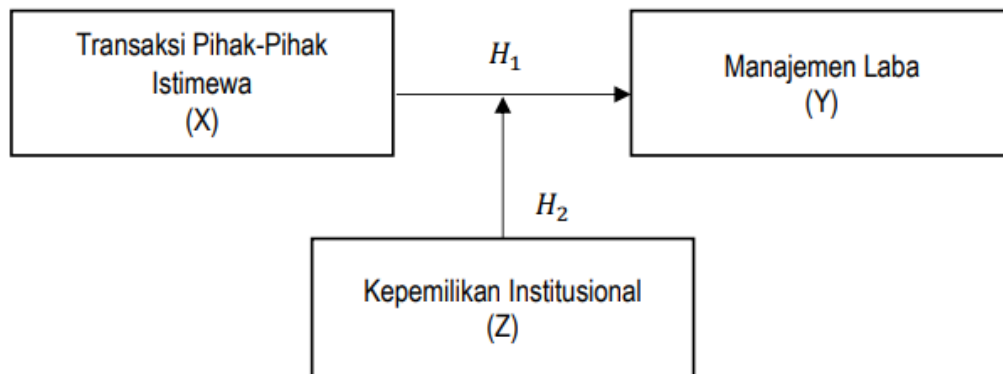 Transaksi Pihak-Pihak
Istimewa
(X)
H₁
Manajemen Laba
(Y)
H₂
Kepemilikan Institusional
(Z)